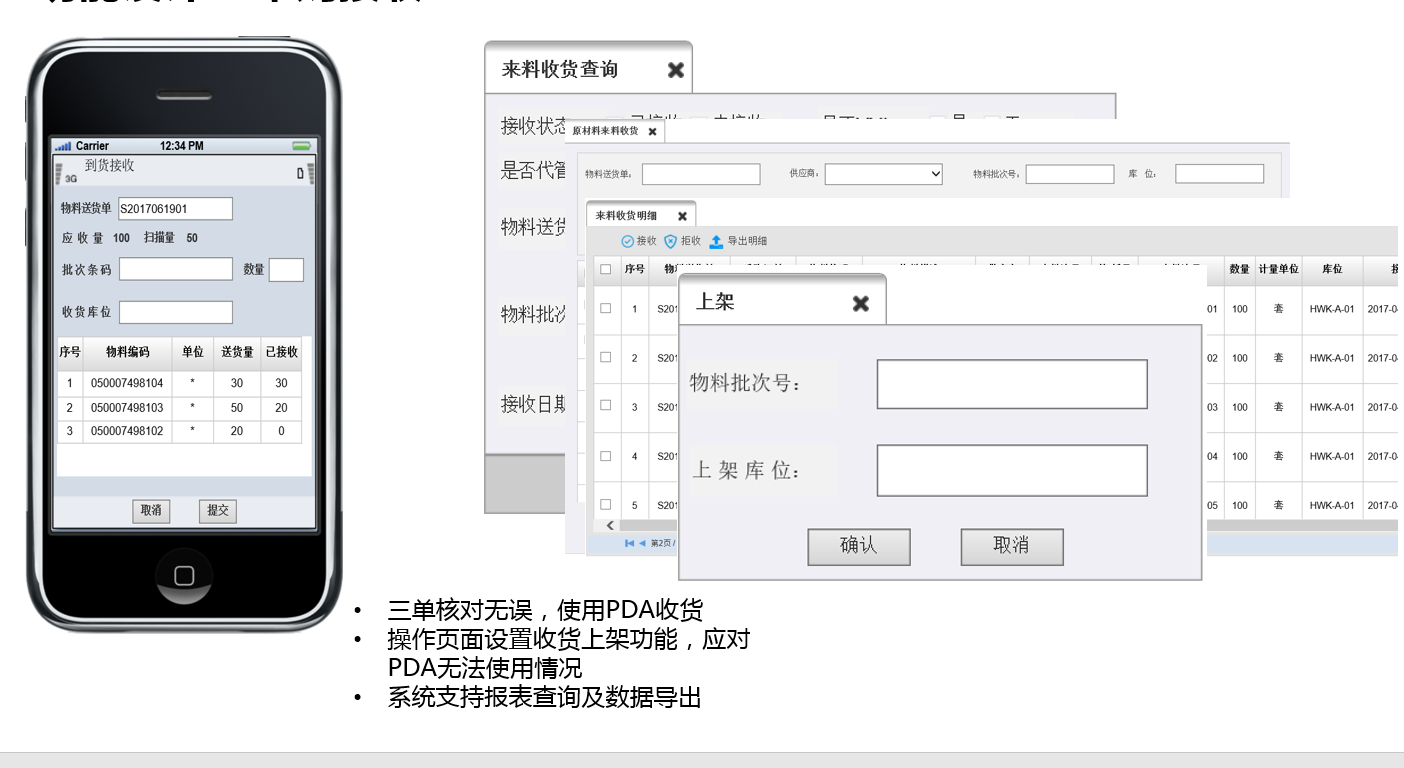 Carrier 12:34 PM
3G 到货接收
物料送货单 S2017061901
应收量 100 扫描量 50
批次条码 数量
收货库位
序号 物料编码 单位 送货量 已接收
1 050007498104 * 30 30
2 050007498103 * 50 20
3 050007498102 * 20 0
取消 提交
来料收货查询
接收状态
是否代管
物料送货
物料批次
接收日期
原材料来料收货
物料送货单: 供应商: 物料批次号: 库 位:
来料收货明细
接收 拒收 导出明细
序号 数量 计量单位 库位
1 S201 01 100 套 HWK-A-01 2017-0
2 S201 02 100 套 HWK-A-01 2017-0
3 S201 03 100 套 HWK-A-01 2017-0
4 S201 04 100 套 HWK-A-01 2017-0
5 S201 05 100 套 HWK-A-01 2017-0
第2页/
上架
物料批次号:
上架库位:
确认 取消
• 三单核对无误，使用PDA收货
• 操作页面设置收货上架功能，应对
PDA无法使用情况
• 系统支持报表查询及数据导出